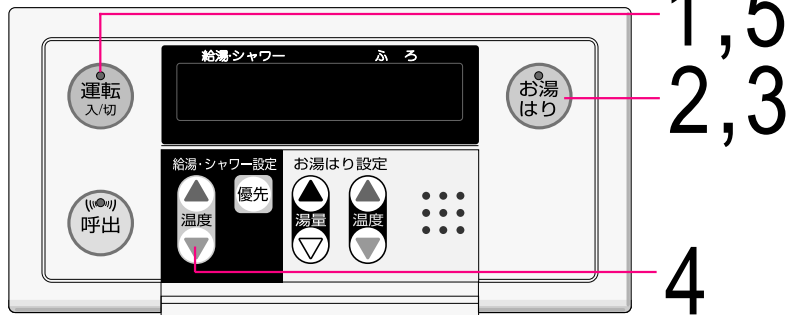 1,5
給湯・シャワー ふろ
運転
入/切
お湯
はり
2,3
給湯・シャワー設定 お湯はり設定
優先
呼出
温度 湯量 温度
4